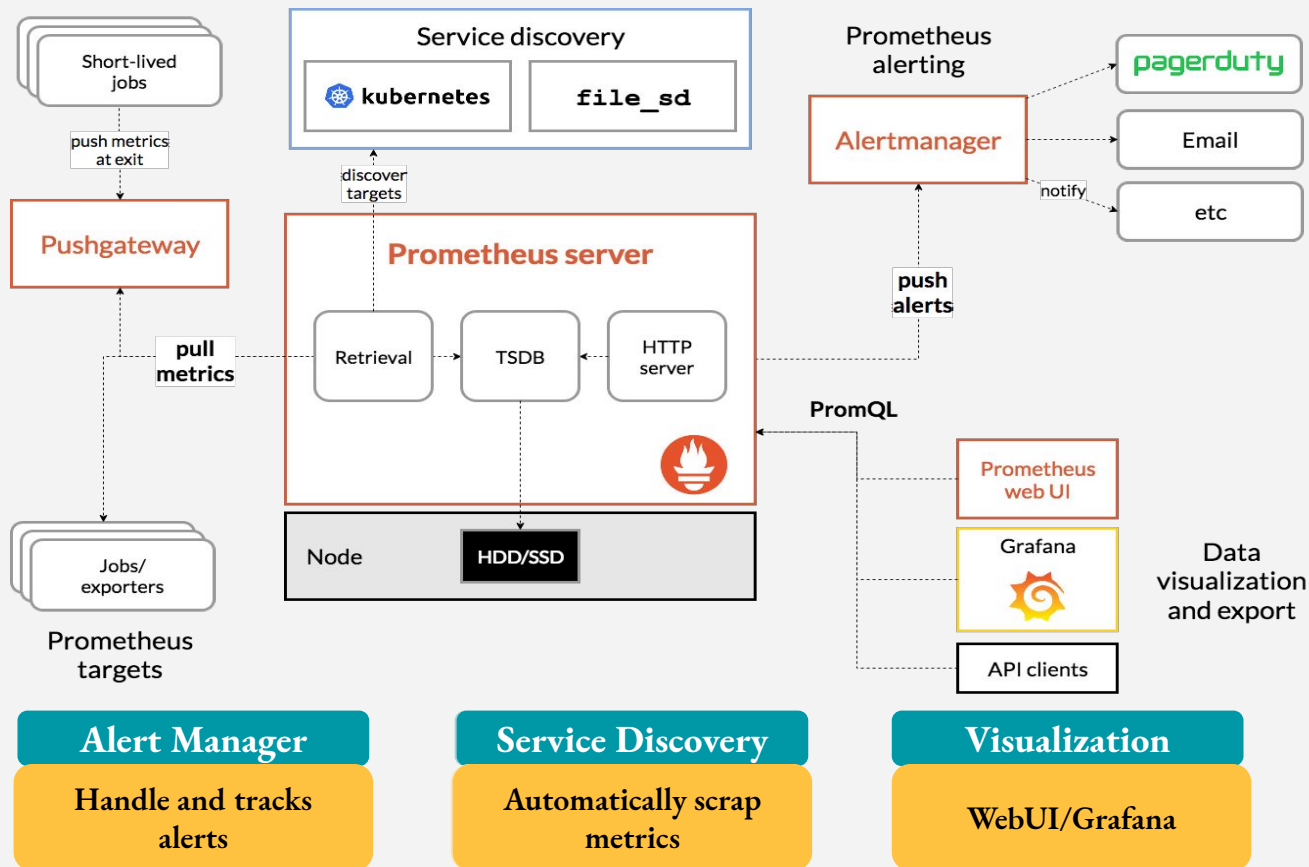 Short-lived
jobs
push metrics
at exit
Pushgateway
Service discovery
kubernetes
file_sd
discover
targets
Prometheus
alerting
Alertmanager
pagerduty
Email
notify
etc
Prometheus server
Retrieval
TSDB
HTTP
server
pull
metrics
push
alerts
PromQL
Node
HDD/SSD
Jobs/
exporters
Prometheus
targets
Prometheus
web UI
Grafana
API clients
Data
visualization
and export
Alert Manager
Handle and tracks
alerts
Service Discovery
Automatically scrap
metrics
Visualization
WebUI/Grafana